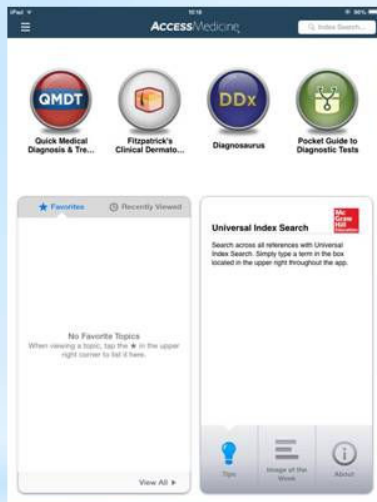 iPad
10:18
90%
ACCESSMedicine
Index Search...
QMDT
DDx
Quick Medical
Diagnosis & Tre...
Fitzpatrick's
Clinical Dermato...
Diagnosaurus
Pocket Guide to
Diagnostic Tests
★ Favorites
Recently Viewed
No Favorite Topics
When viewing a topic, tap the ★ in the upper
right corner to list it here.
View All ▶
Universal Index Search
Mc
Graw
Hill
Education
Search across all references with Universal
Index Search. Simply type a term in the box
located in the upper right throughout the app.
Tips
Image of the
Week
About